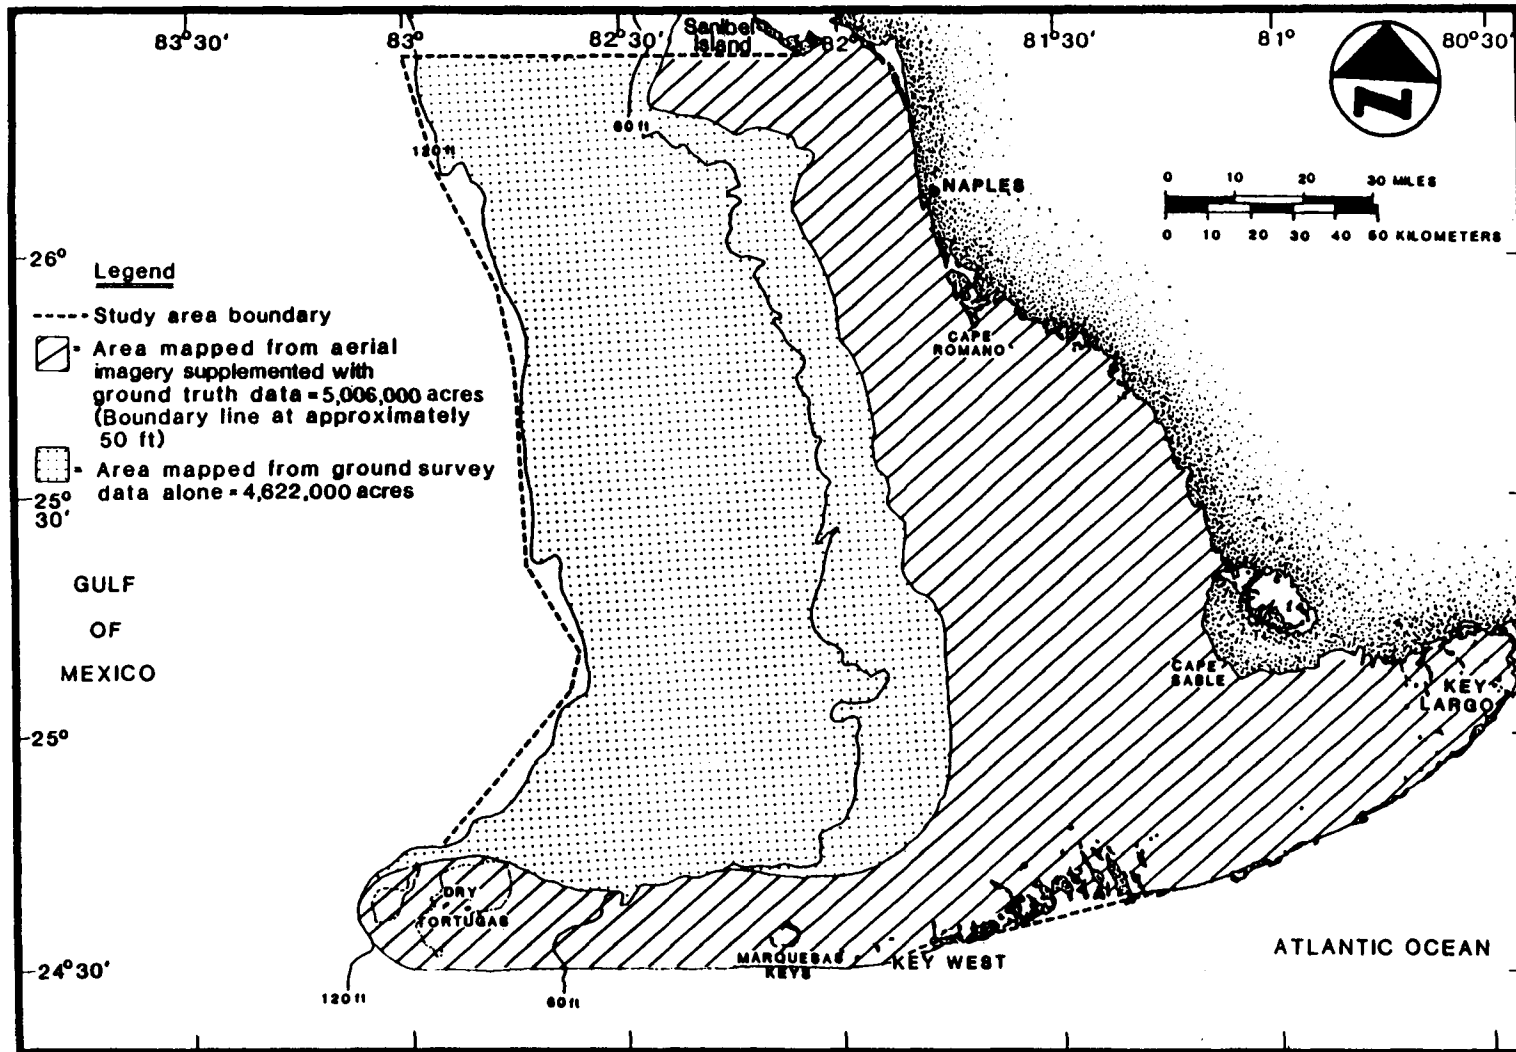 83°30′
83°
82°30′
82°
81°30′
81°
80°30′
Sanibel
Island
120 ft
60 ft
N
0 10 20 30 MILES
0 10 20 30 40 50 KILOMETERS
NAPLES
26°
Legend
Study area boundary
= Area mapped from aerial
imagery supplemented with
ground truth data = 5,006,000 acres
(Boundary line at approximately
50 ft)
= Area mapped from ground survey
data alone = 4,622,000 acres
25°
30′
CAPE
ROMANO
GULF
OF
MEXICO
CAPE
SABLE
KEY
LARGO
25°
DRY
TORTUGAS
MARQUESAS
KEYS
KEY WEST
ATLANTIC OCEAN
24°30′
120 ft
60 ft